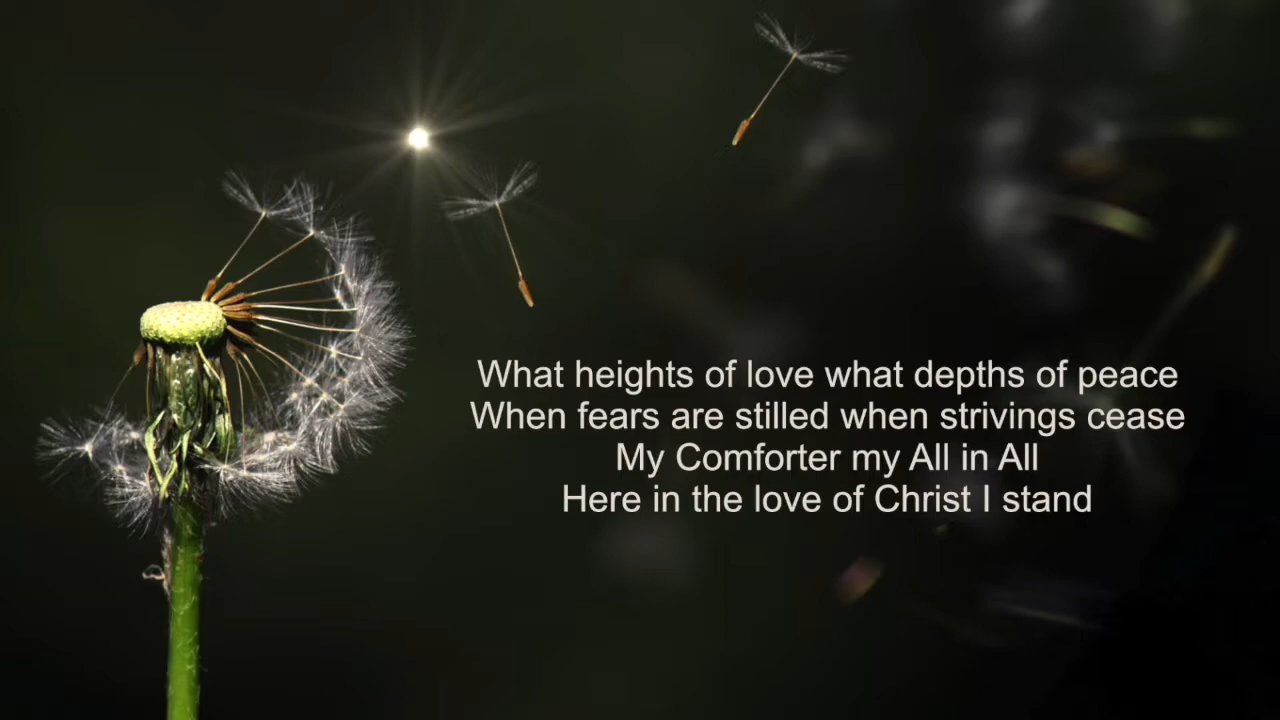 What heights of love what depths of peace
When fears are stilled when strivings cease
My Comforter my All in All
Here in the love of Christ I stand